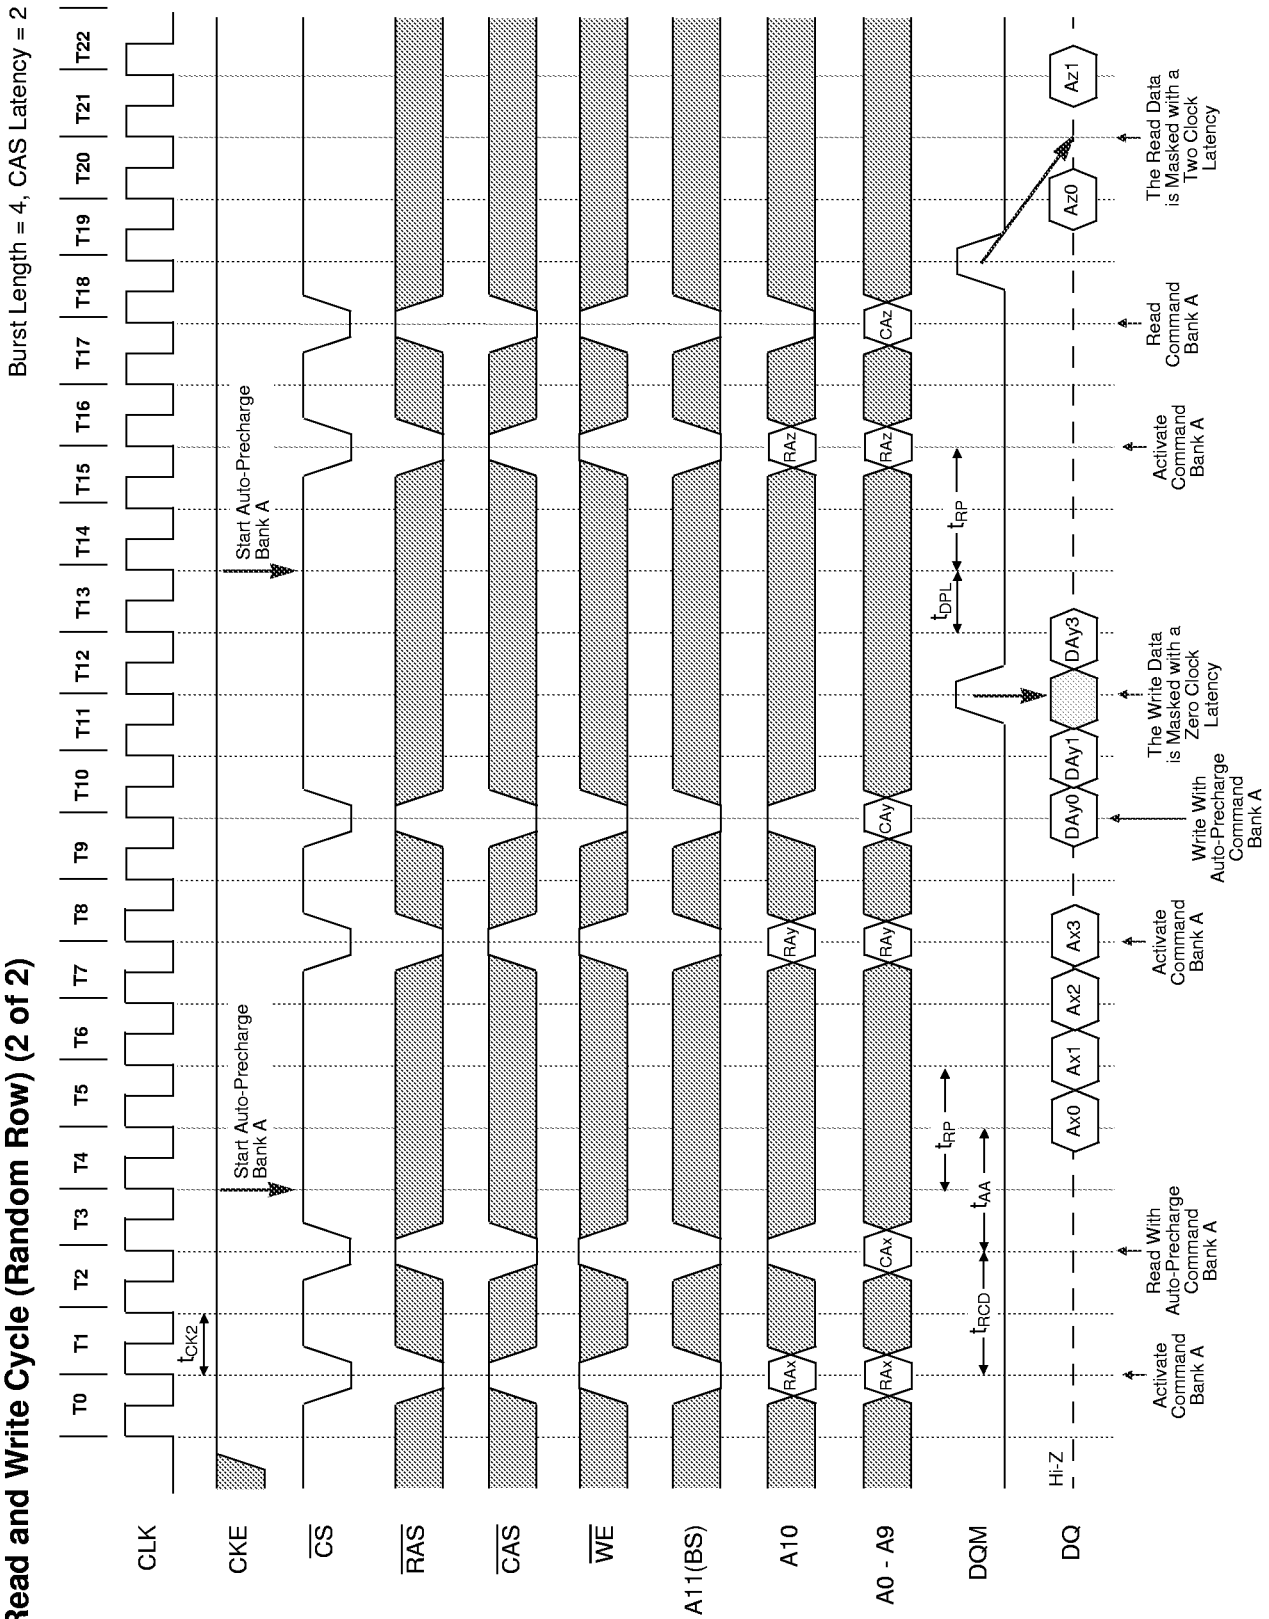 Read and Write Cycle (Random Row) (2 of 2)
Burst Length = 4, CAS Latency = 2
T0 T1 T2 T3 T4 T5 T6 T7 T8 T9 T10 T11 T12 T13 T14 T15 T16 T17 T18 T19 T20 T21 T22
CLK
tCK2
CKE
Start Auto-Precharge
Bank A
Start Auto-Precharge
Bank A
CS
RAS
CAS
WE
A11(BS)
A10
RAx RAy RAz
A0 - A9
RAx CAx RAy CAy RAz CAz
DQM
tRP
tRCD tAA
tDPL tRP
DQ
Hi-Z
Ax0 Ax1 Ax2 Ax3 DAy0 DAy1 DAy3 Az0 Az1
Activate
Command
Bank A
Read With
Auto-Precharge
Command
Bank A
Activate
Command
Bank A
Write With
Auto-Precharge
Command
Bank A
The Write Data
is Masked with a
Zero Clock
Latency
Activate
Command
Bank A
Read
Command
Bank A
The Read Data
is Masked with a
Two Clock
Latency